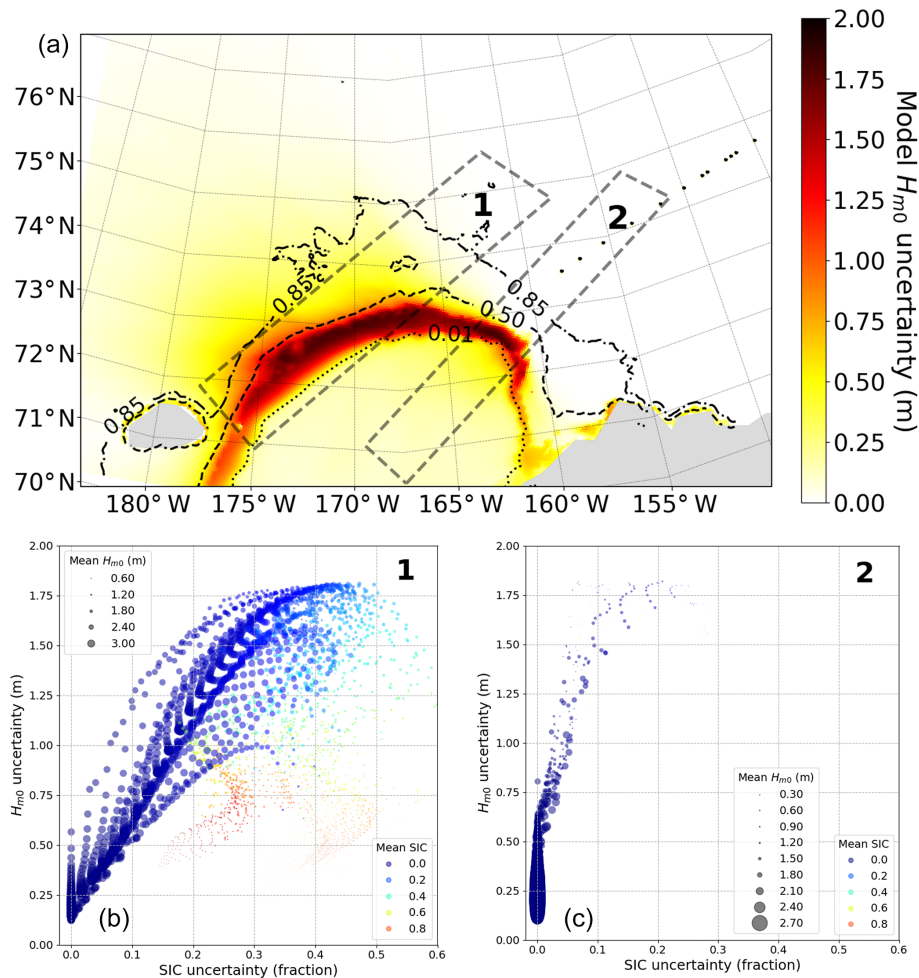 (a)
76°N
75°N
74°N
73°N
72°N
71°N
70°N
180°W
175°W
170°W
165°W
160°W
155°W
1
2
0.85
0.85
0.50
0.85
0.01
2.00
1.75
1.50
1.25
1.00
0.75
0.50
0.25
0.00
Model Hm0 uncertainty (m)
2.00
1.75
1.50
1.25
1.00
0.75
0.50
0.25
0.00
Hm0 uncertainty (m)
Mean Hm0 (m)
0.60
1.20
1.80
2.40
3.00
1
Mean SIC
0.0
0.2
0.4
0.6
0.8
(b)
0.0 0.1 0.2 0.3 0.4 0.5 0.6
SIC uncertainty (fraction)
2.00
1.75
1.50
1.25
1.00
0.75
0.50
0.25
0.00
Hm0 uncertainty (m)
2
Mean Hm0 (m)
0.30
0.60
0.90
1.20
1.50
1.80
2.10
2.40
2.70
Mean SIC
0.0
0.2
0.4
0.6
0.8
(c)
0.0 0.1 0.2 0.3 0.4 0.5 0.6
SIC uncertainty (fraction)